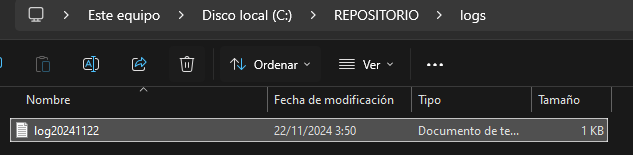 Este equipo > Disco local (C:) > REPOSITORIO > logs
Ordenar Ver ...
Nombre Fecha de modificación Tipo Tamaño
log20241122 22/11/2024 3:50 Documento de te... 1 KB